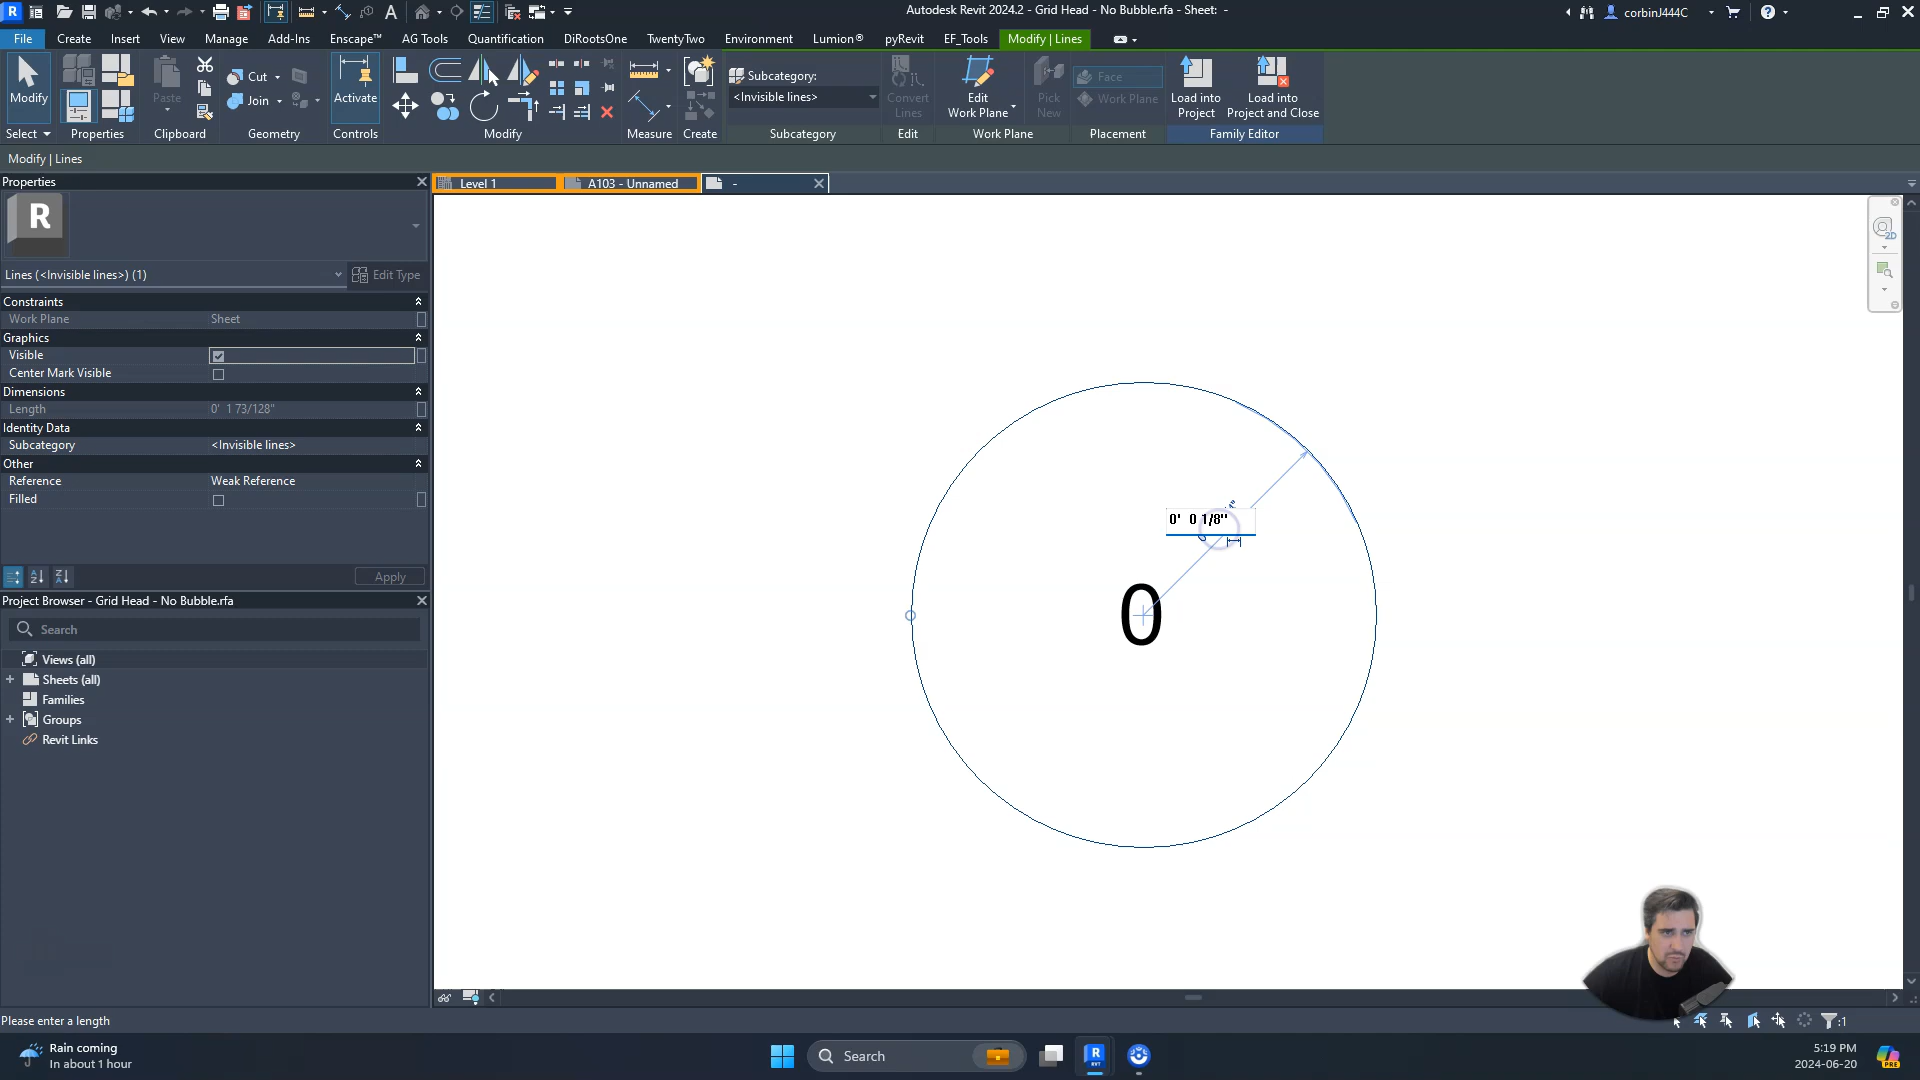 Autodesk Revit 2024.2 - Grid Head - No Bubble.rfa - Sheet: -
corbinJ444C
File Create Insert View Manage Add-Ins Enscape™ AG Tools Quantification DiRootsOne TwentyTwo Environment Lumion® pyRevit EF_Tools Modify | Lines
Modify
Paste
Cut
Join
Activate
Subcategory:
<Invisible lines>
Convert
Lines
Edit
Work Plane
Pick
New
Face
Work Plane
Load into
Project
Load into
Project and Close
Select Properties Clipboard Geometry Controls Modify Measure Create Subcategory Edit Work Plane Placement Family Editor
Modify | Lines
Properties
Level 1
A103 - Unnamed
-
R
Lines (<Invisible lines>) (1)
Edit Type
Constraints
Work Plane Sheet
Graphics
Visible
Center Mark Visible
Dimensions
Length 0' 1 73/128"
Identity Data
Subcategory <Invisible lines>
Other
Reference Weak Reference
Filled
Apply
0' 0 1/8"
0
Project Browser - Grid Head - No Bubble.rfa
Search
Views (all)
Sheets (all)
Families
Groups
Revit Links
Please enter a length
:1
Rain coming
In about 1 hour
Search
5:19 PM
2024-06-20